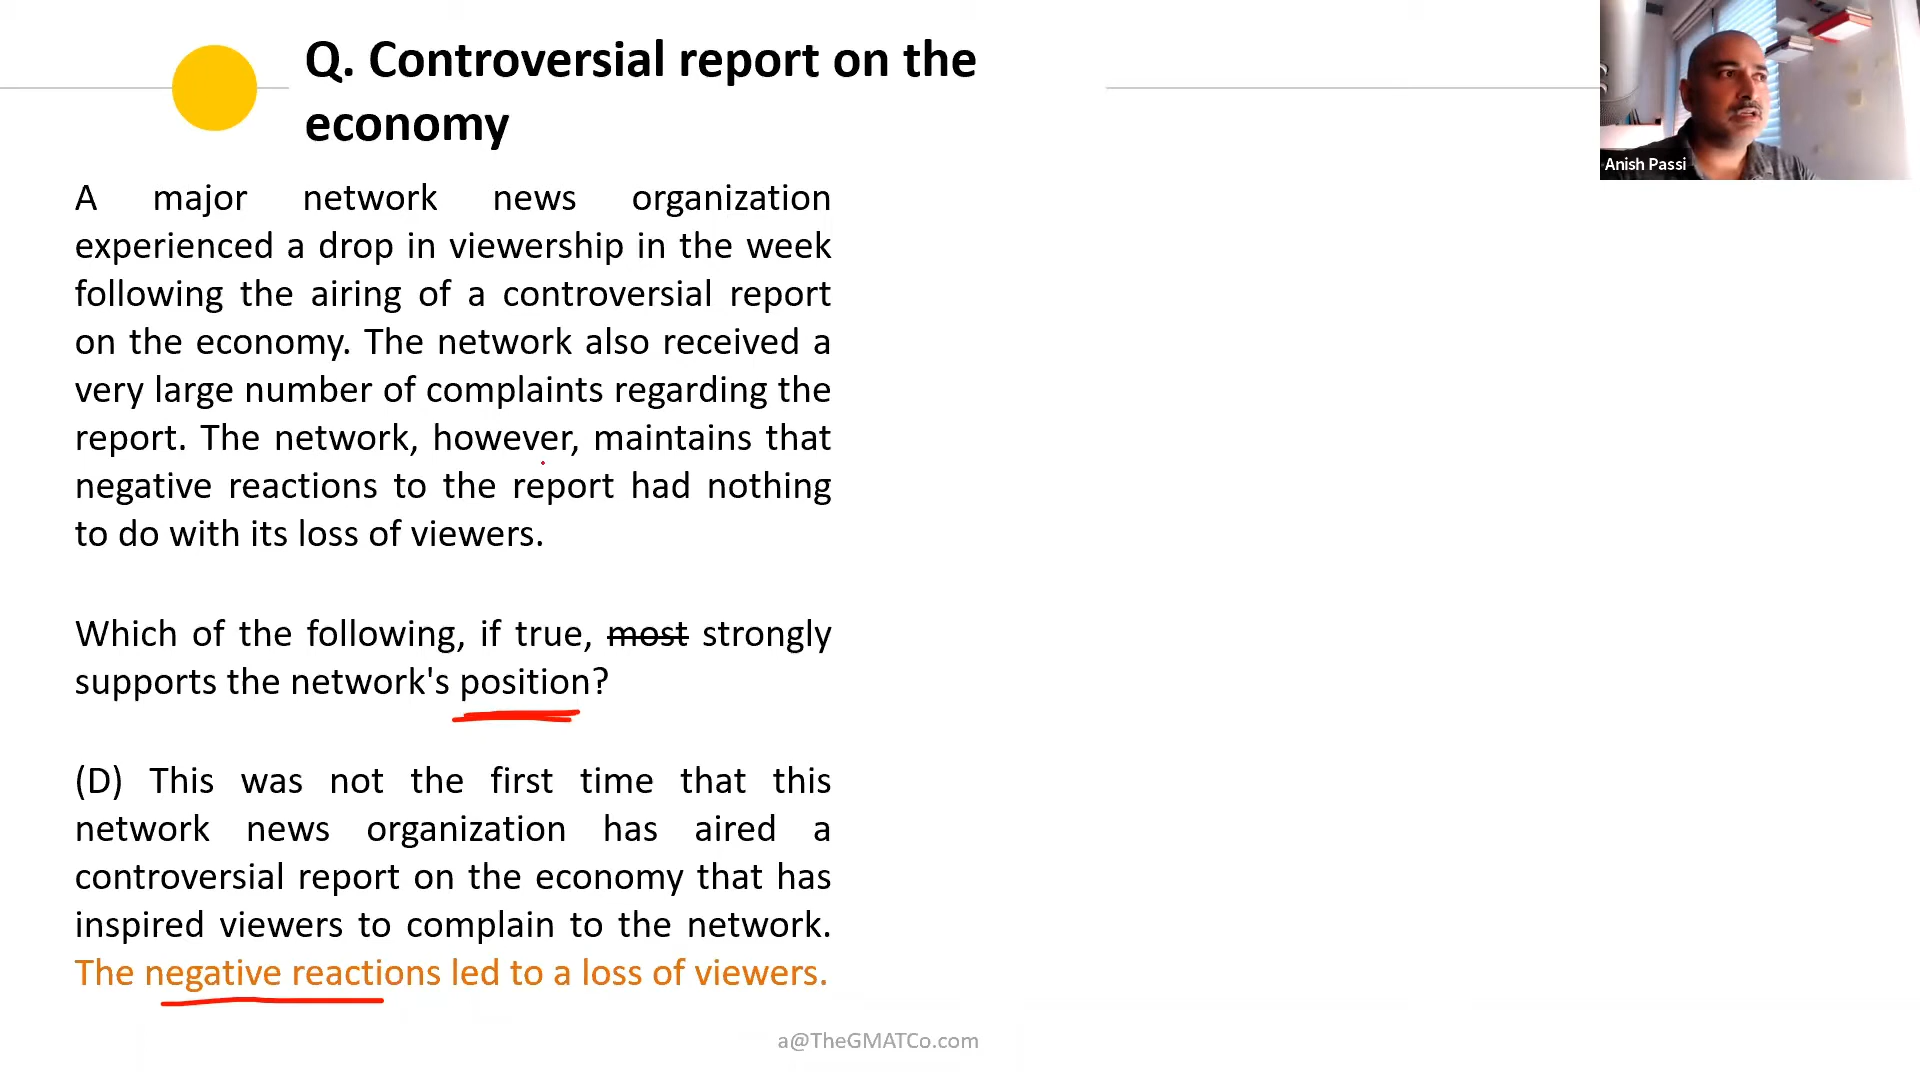 Q. Controversial report on the
economy
Anish Passi
A major network news organization
experienced a drop in viewership in the week
following the airing of a controversial report
on the economy. The network also received a
very large number of complaints regarding the
report. The network, however, maintains that
negative reactions to the report had nothing
to do with its loss of viewers.
Which of the following, if true, most strongly
supports the network's position?
(D) This was not the first time that this
network news organization has aired a
controversial report on the economy that has
inspired viewers to complain to the network.
The negative reactions led to a loss of viewers.
a@TheGMATCo.com